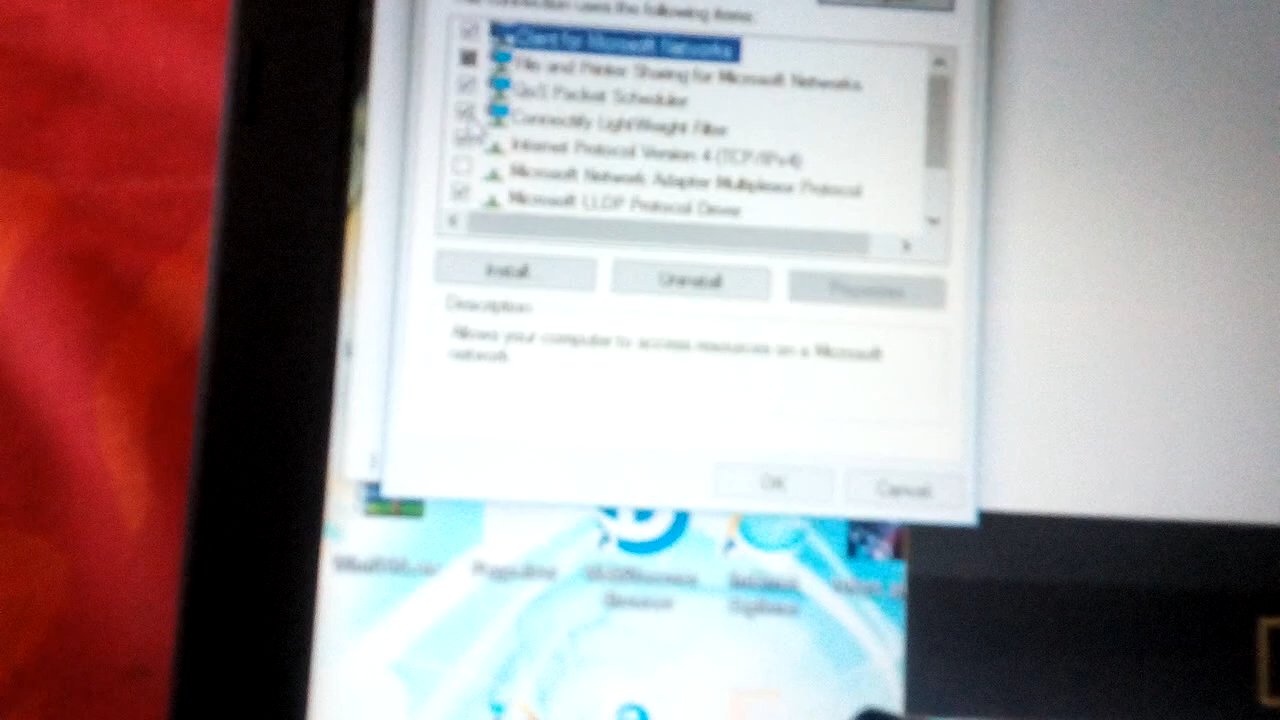 This connection uses the following items:
Client for Microsoft Networks
File and Printer Sharing for Microsoft Networks
QoS Packet Scheduler
Connectify LightWeight Filter
Internet Protocol Version 4 (TCP/IPv4)
Microsoft Network Adapter Multiplexor Protocol
Microsoft LLDP Protocol Driver
Install...
Uninstall
Properties
Description
Allows your computer to access resources on a Microsoft
network.
OK
Cancel